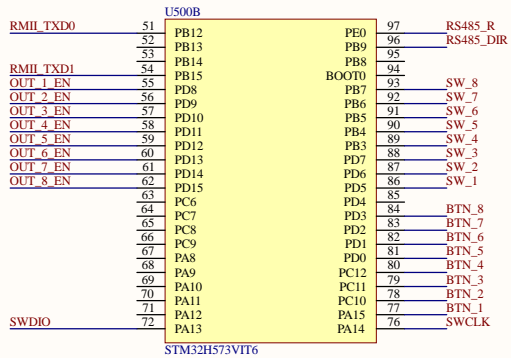 U500B
RMII_TXD0 51 PB12 PE0 97 RS485_R
52 PB13 PB9 96 RS485_DIR
53 PB14 PB8 95
RMII_TXD1 54 PB15 BOOT0 94
OUT_1_EN 55 PD8 PB7 93 SW_8
OUT_2_EN 56 PD9 PB6 92 SW_7
OUT_3_EN 57 PD10 PB5 91 SW_6
OUT_4_EN 58 PD11 PB4 90 SW_5
OUT_5_EN 59 PD12 PB3 89 SW_4
OUT_6_EN 60 PD13 PD7 88 SW_3
OUT_7_EN 61 PD14 PD6 87 SW_2
OUT_8_EN 62 PD15 PD5 86 SW_1
63 PC6 PD4 85
64 PC7 PD3 84 BTN_8
65 PC8 PD2 83 BTN_7
66 PC9 PD1 82 BTN_6
67 PA8 PD0 81 BTN_5
68 PA9 PC12 80 BTN_4
69 PA10 PC11 79 BTN_3
70 PA11 PC10 78 BTN_2
71 PA12 PA15 77 BTN_1
SWDIO 72 PA13 PA14 76 SWCLK
STM32H573VIT6